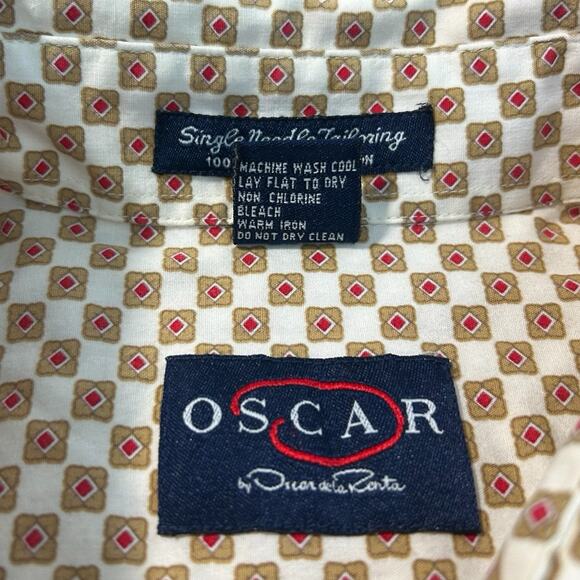 Single Needle Tailoring
100
MACHINE WASH COOL
LAY FLAT TO DRY
NON CHLORINE
BLEACH
WARM IRON
DO NOT DRY CLEAN
OSCAR
by Oscar de la Renta